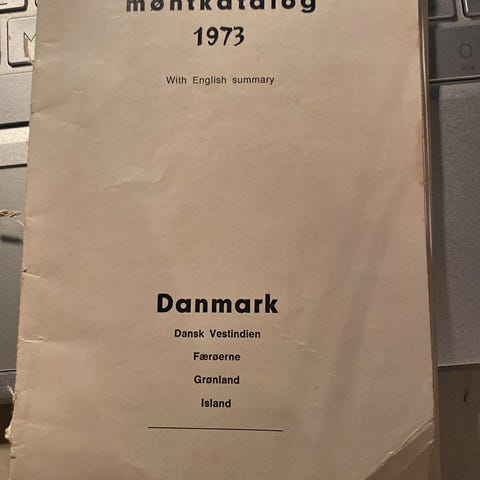 møntkatalog
1973
With English summary
Danmark
Dansk Vestindien
Færøerne
Grønland
Island